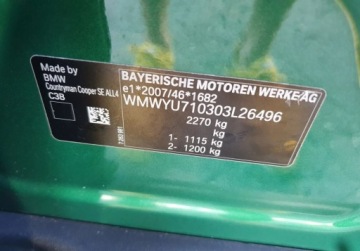 Made by
BMW
Countryman Cooper SE ALL4
C3B
BAYERISCHE MOTOREN WERKE AG
e1*2007/46*1682
WMWYU710303L26496
2270 kg
kg
1- 1115 kg
2- 1200 kg